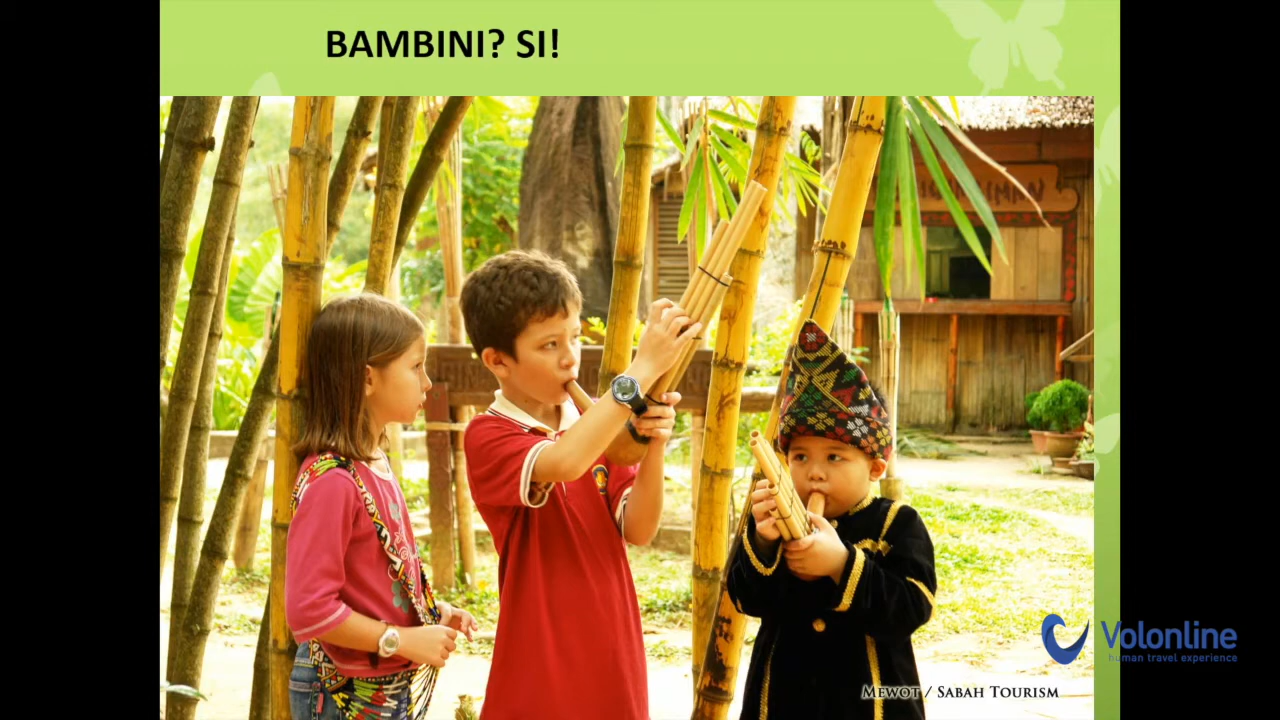 BAMBINI? SI!
Volonline
human travel experience
Mewot / Sabah Tourism